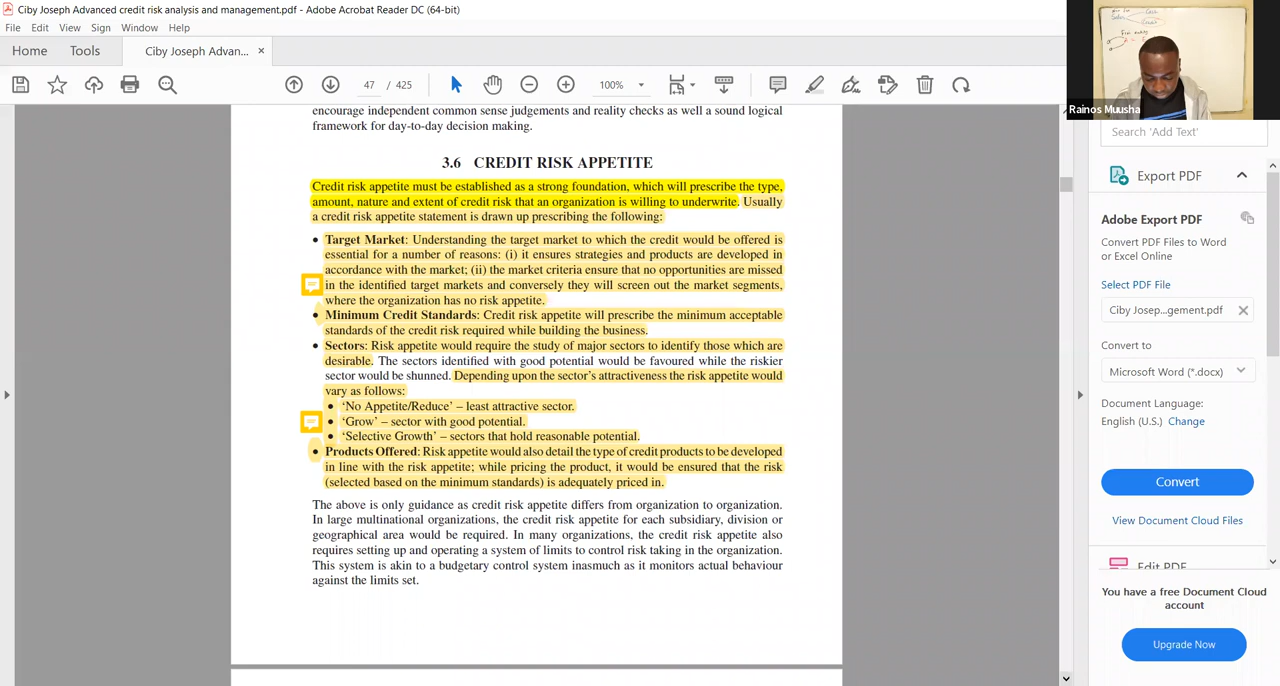 Ciby Joseph Advanced credit risk analysis and management.pdf - Adobe Acrobat Reader DC (64-bit)
File Edit View Sign Window Help
Home Tools Ciby Joseph Advan... ×
47 / 425 100%
encourage independent common sense judgements and reality checks as well a sound logical
framework for day-to-day decision making.
3.6 CREDIT RISK APPETITE
Credit risk appetite must be established as a strong foundation, which will prescribe the type,
amount, nature and extent of credit risk that an organization is willing to underwrite. Usually
a credit risk appetite statement is drawn up prescribing the following:
• Target Market: Understanding the target market to which the credit would be offered is
essential for a number of reasons: (i) it ensures strategies and products are developed in
accordance with the market; (ii) the market criteria ensure that no opportunities are missed
in the identified target markets and conversely they will screen out the market segments,
where the organization has no risk appetite.
• Minimum Credit Standards: Credit risk appetite will prescribe the minimum acceptable
standards of the credit risk required while building the business.
• Sectors: Risk appetite would require the study of major sectors to identify those which are
desirable. The sectors identified with good potential would be favoured while the riskier
sector would be shunned. Depending upon the sector's attractiveness the risk appetite would
vary as follows:
• 'No Appetite/Reduce' – least attractive sector.
• 'Grow' – sector with good potential.
• 'Selective Growth' – sectors that hold reasonable potential.
• Products Offered: Risk appetite would also detail the type of credit products to be developed
in line with the risk appetite; while pricing the product, it would be ensured that the risk
(selected based on the minimum standards) is adequately priced in.
The above is only guidance as credit risk appetite differs from organization to organization.
In large multinational organizations, the credit risk appetite for each subsidiary, division or
geographical area would be required. In many organizations, the credit risk appetite also
requires setting up and operating a system of limits to control risk taking in the organization.
This system is akin to a budgetary control system inasmuch as it monitors actual behaviour
against the limits set.
Rainos Muusha
Search 'Add Text'
Export PDF
Adobe Export PDF
Convert PDF Files to Word
or Excel Online
Select PDF File
Ciby Josep...gement.pdf
Convert to
Microsoft Word (*.docx)
Document Language:
English (U.S.) Change
Convert
View Document Cloud Files
Edit PDF
You have a free Document Cloud
account
Upgrade Now